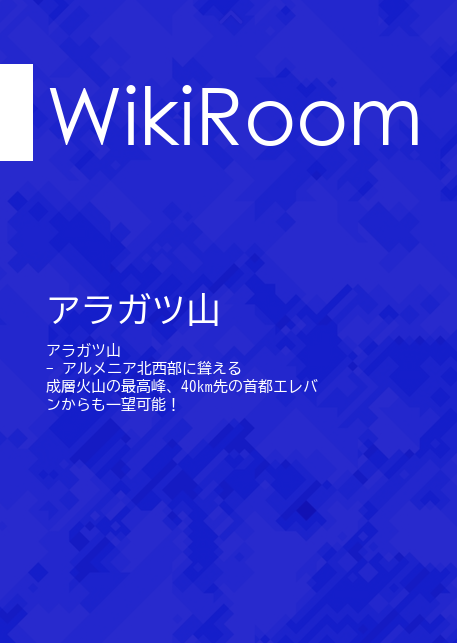 WikiRoom
アラガツ山
アラガツ山
- アルメニア北西部に聳える
成層火山の最高峰、40km先の首都エレバ
ンからも一望可能！